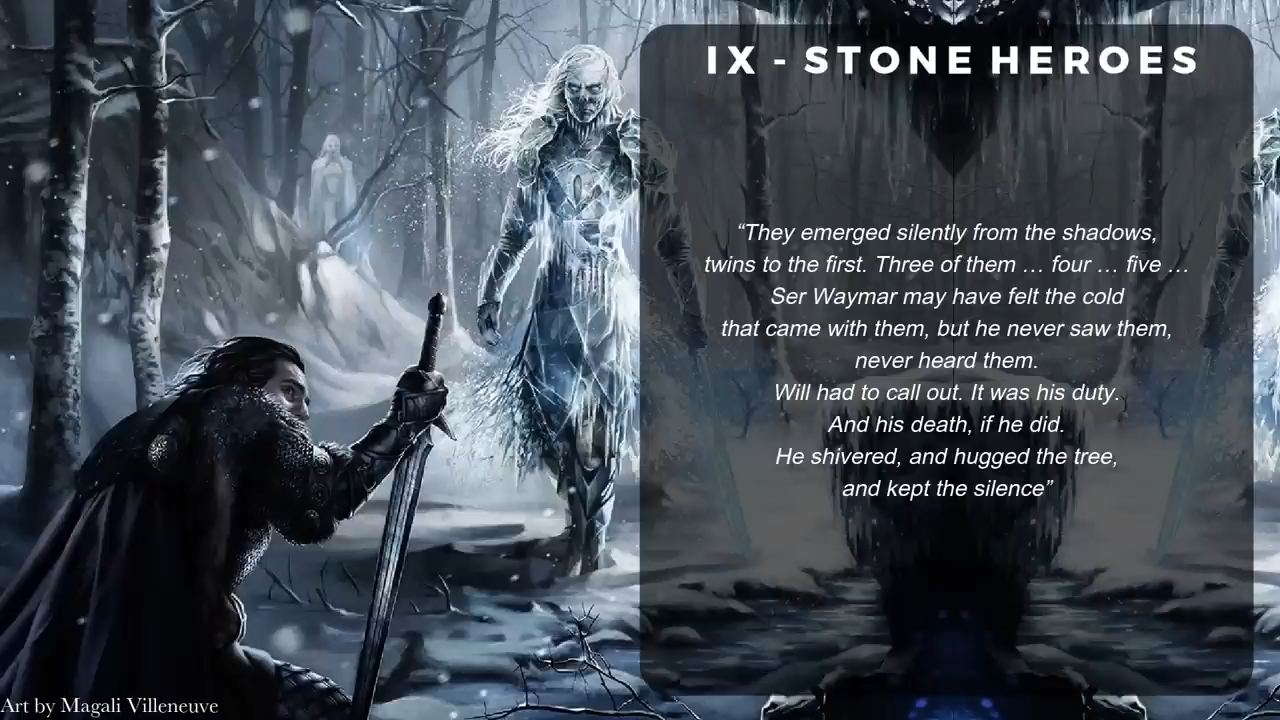 IX - STONE HEROES
“They emerged silently from the shadows,
twins to the first. Three of them … four … five …
Ser Waymar may have felt the cold
that came with them, but he never saw them,
never heard them.
Will had to call out. It was his duty.
And his death, if he did.
He shivered, and hugged the tree,
and kept the silence”
Art by Magali Villeneuve